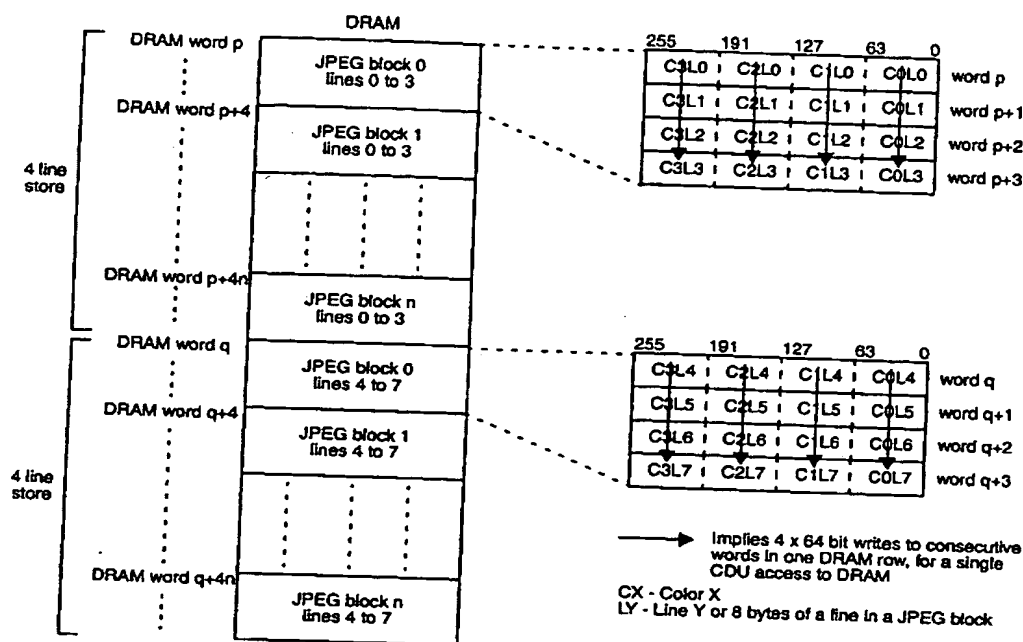 DRAM
DRAM word p
JPEG block 0
lines 0 to 3
DRAM word p+4
JPEG block 1
lines 0 to 3
4 line
store
DRAM word p+4n
JPEG block n
lines 0 to 3
DRAM word q
JPEG block 0
lines 4 to 7
DRAM word q+4
JPEG block 1
lines 4 to 7
4 line
store
DRAM word q+4n
JPEG block n
lines 4 to 7
255 191 127 63 0
C3L0 C2L0 C1L0 C0L0 word p
C3L1 C2L1 C1L1 C0L1 word p+1
C3L2 C2L2 C1L2 C0L2 word p+2
C3L3 C2L3 C1L3 C0L3 word p+3
255 191 127 63 0
C3L4 C2L4 C1L4 C0L4 word q
C3L5 C2L5 C1L5 C0L5 word q+1
C3L6 C2L6 C1L6 C0L6 word q+2
C3L7 C2L7 C1L7 C0L7 word q+3
Implies 4 x 64 bit writes to consecutive
words in one DRAM row, for a single
CDU access to DRAM
CX - Color X
LY - Line Y or 8 bytes of a line in a JPEG block